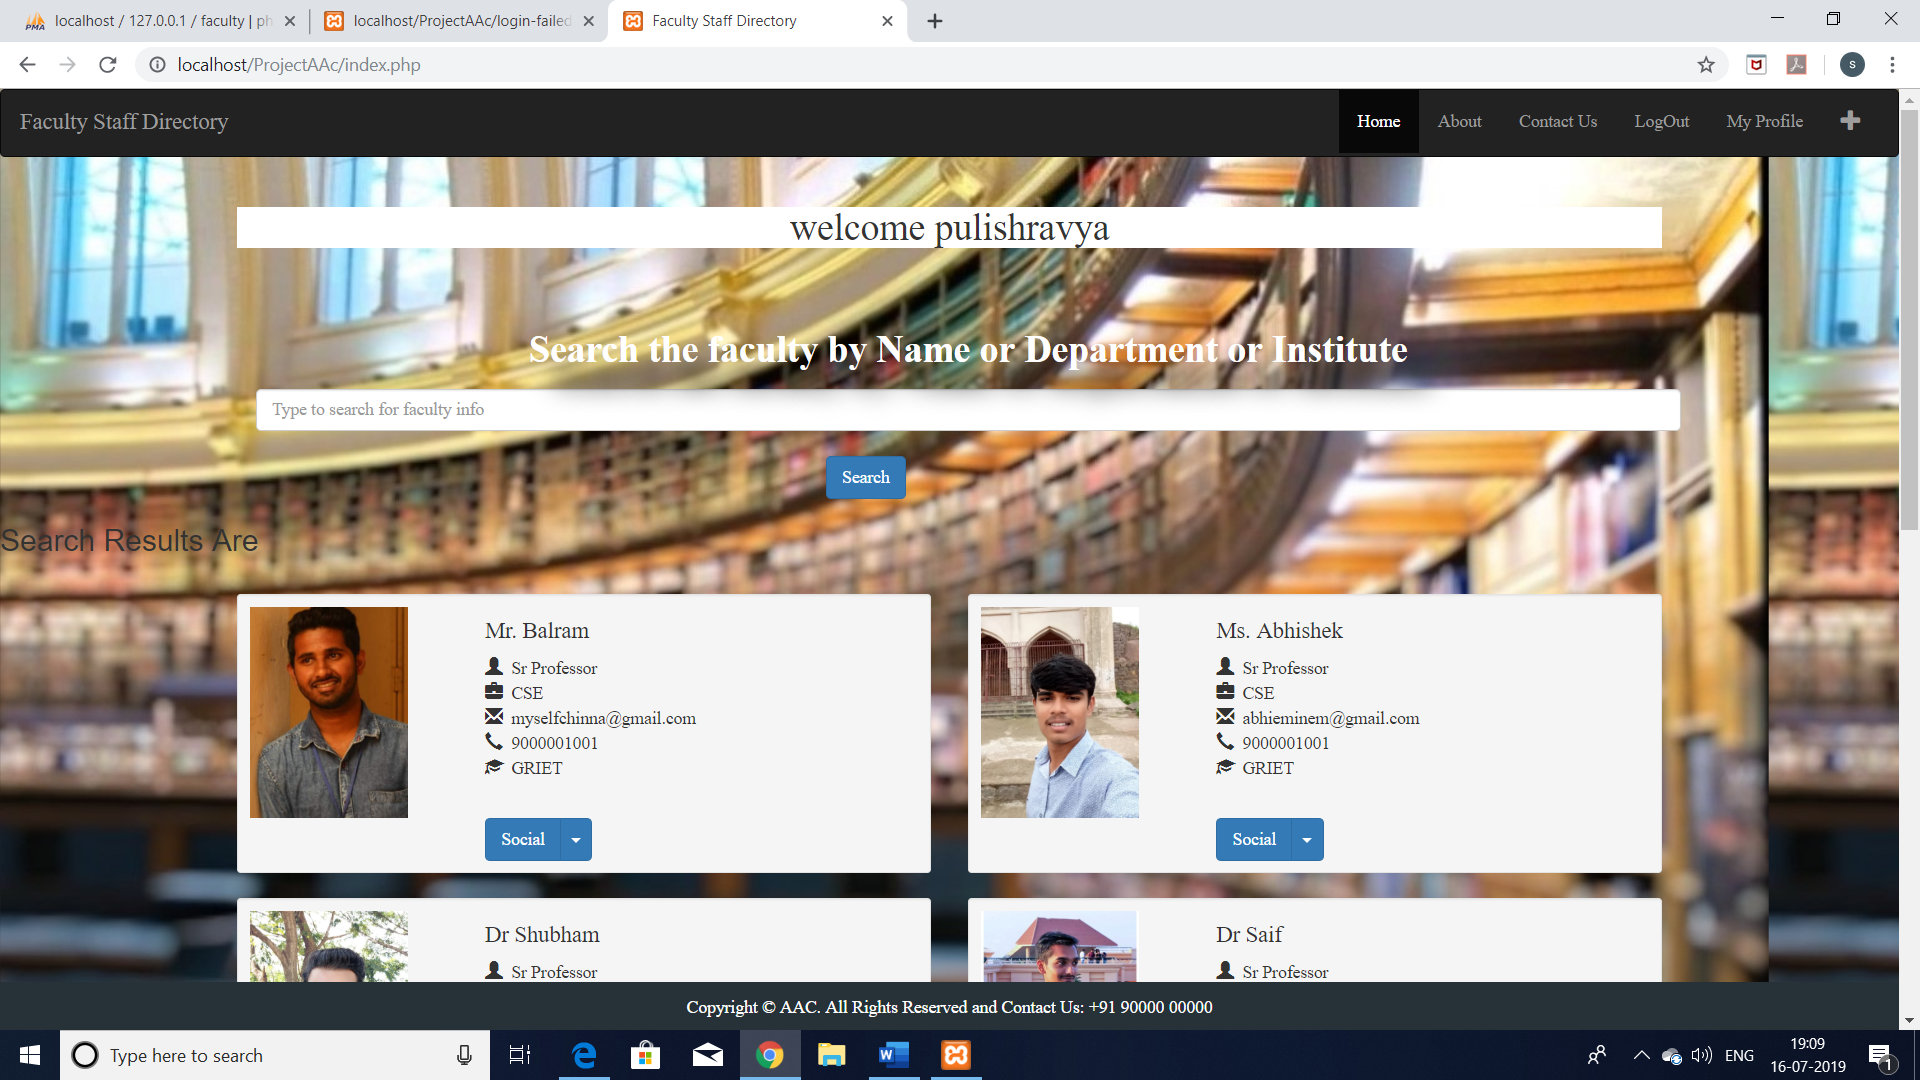 localhost / 127.0.0.1 / faculty | ph
localhost/ProjectAAc/login-failed
Faculty Staff Directory
localhost/ProjectAAc/index.php
S
Faculty Staff Directory
Home
About
Contact Us
LogOut
My Profile
welcome pulishravya
Search the faculty by Name or Department or Institute
Type to search for faculty info
Search
Search Results Are
Mr. Balram
Sr Professor
CSE
myselfchinna@gmail.com
9000001001
GRIET
Social
Ms. Abhishek
Sr Professor
CSE
abhieminem@gmail.com
9000001001
GRIET
Social
Dr Shubham
Sr Professor
Dr Saif
Sr Professor
Copyright © AAC. All Rights Reserved and Contact Us: +91 90000 00000
Type here to search
ENG
19:09
16-07-2019
1